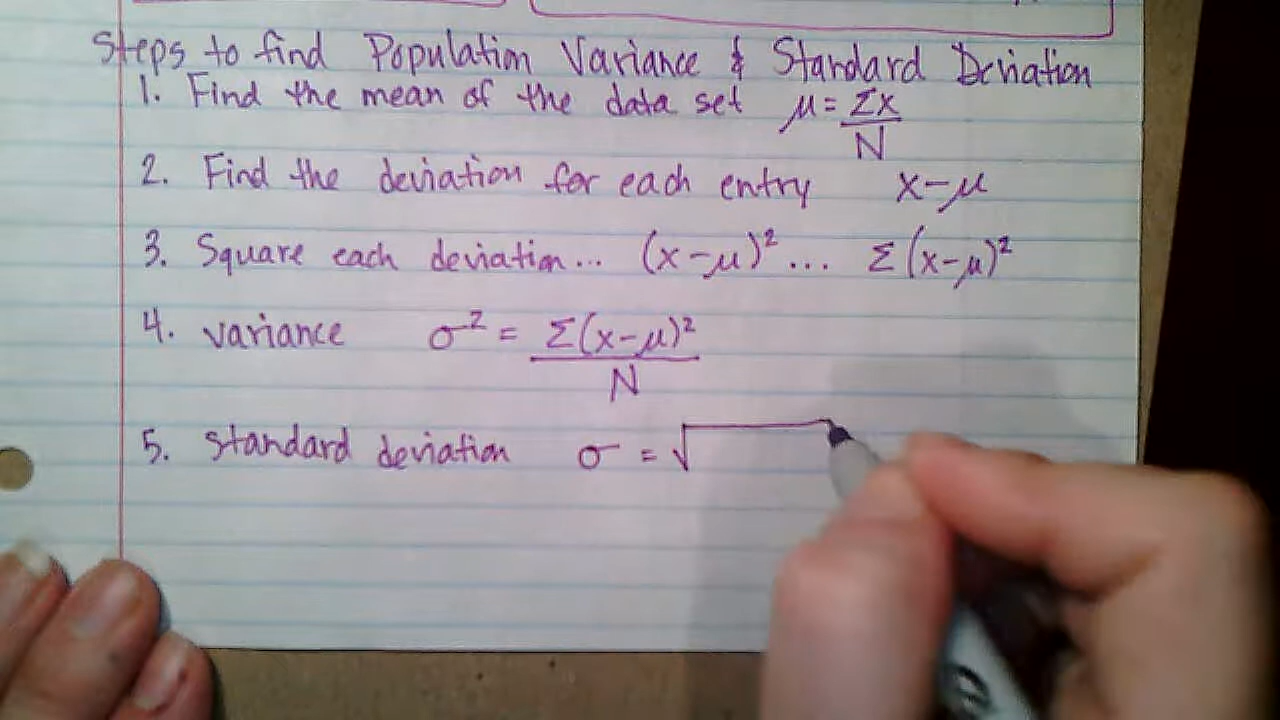 Steps to find Population Variance & Standard Deviation
1. Find the mean of the data set μ = Σx/N
2. Find the deviation for each entry x-μ
3. Square each deviation... (x-μ)² ... Σ(x-μ)²
4. variance σ² = Σ(x-μ)²/N
5. standard deviation σ = √